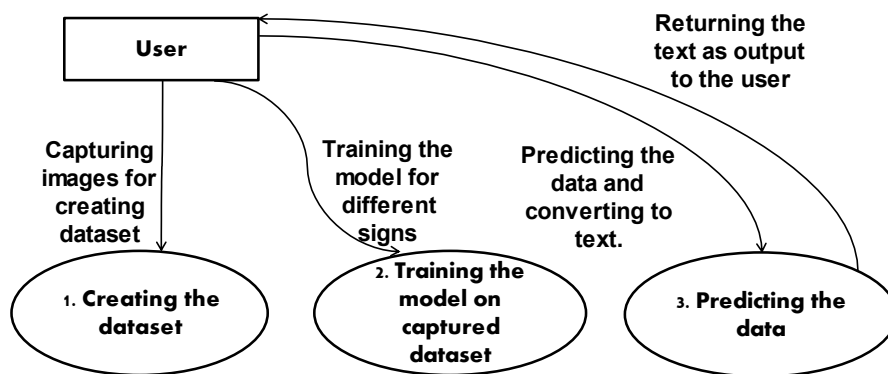 User
Returning the
text as output
to the user
Capturing
images for
creating
dataset
Training the
model for
different
signs
Predicting the
data and
converting to
text.
1. Creating the
dataset
2. Training the
model on
captured
dataset
3. Predicting the
data